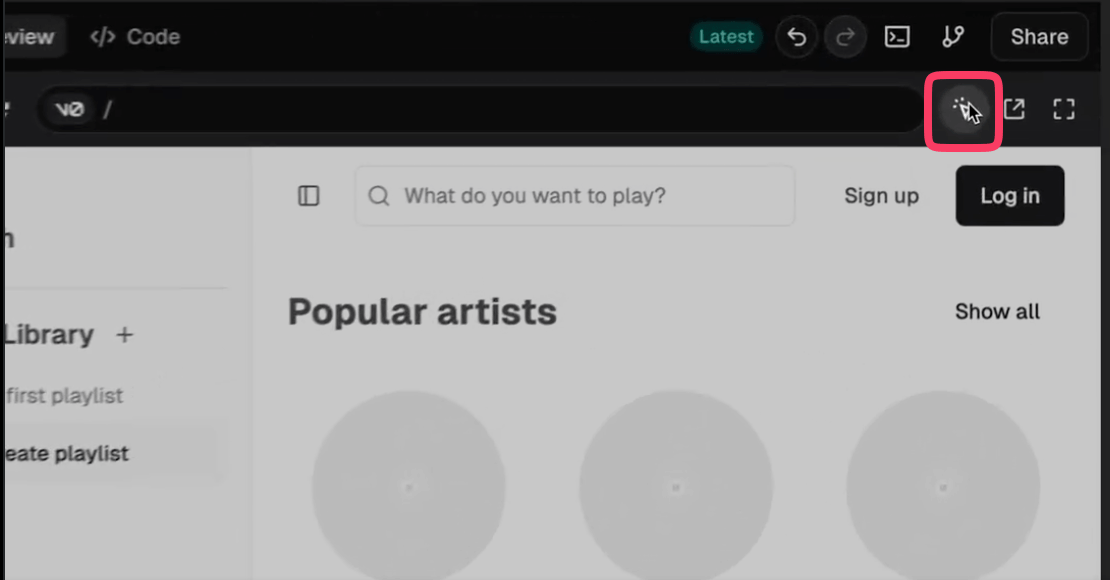 view </> Code Latest Share
v0 /
What do you want to play? Sign up Log in
Popular artists Show all
Library +
first playlist
eate playlist